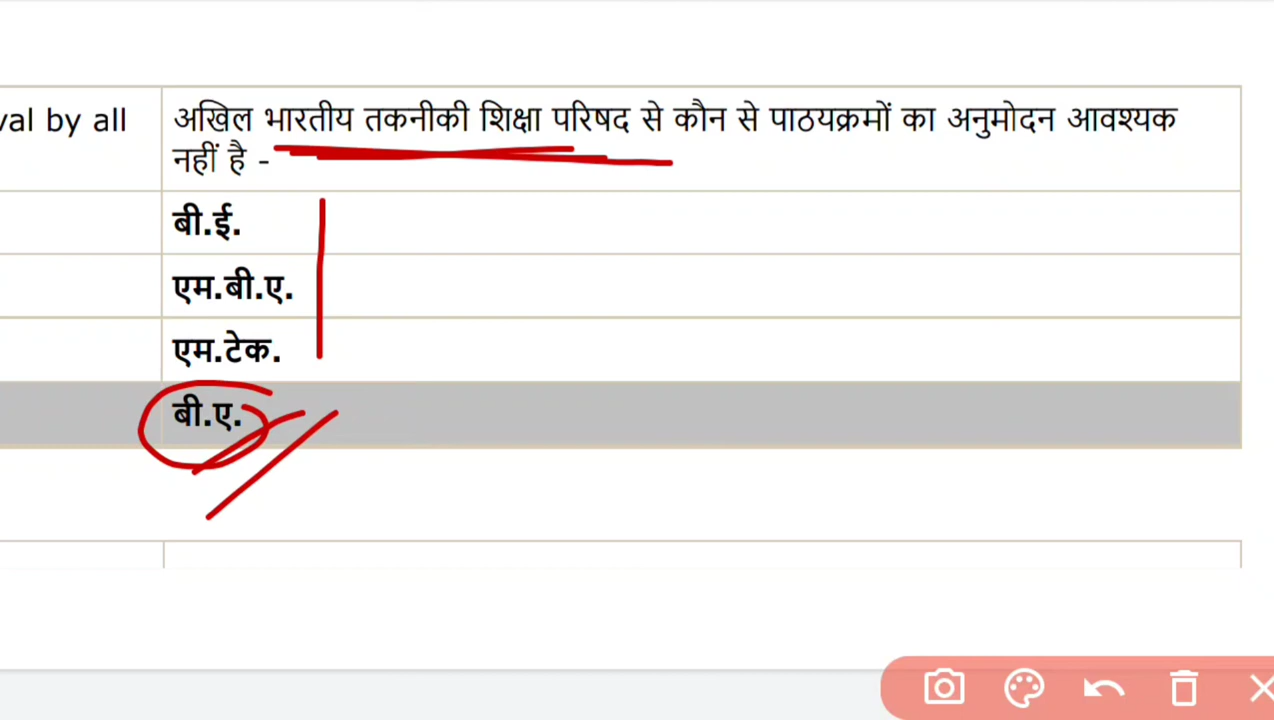 val by all
अखिल भारतीय तकनीकी शिक्षा परिषद से कौन से पाठयक्रमों का अनुमोदन आवश्यक
नहीं है -
बी.ई.
एम.बी.ए.
एम.टेक.
बी.ए.